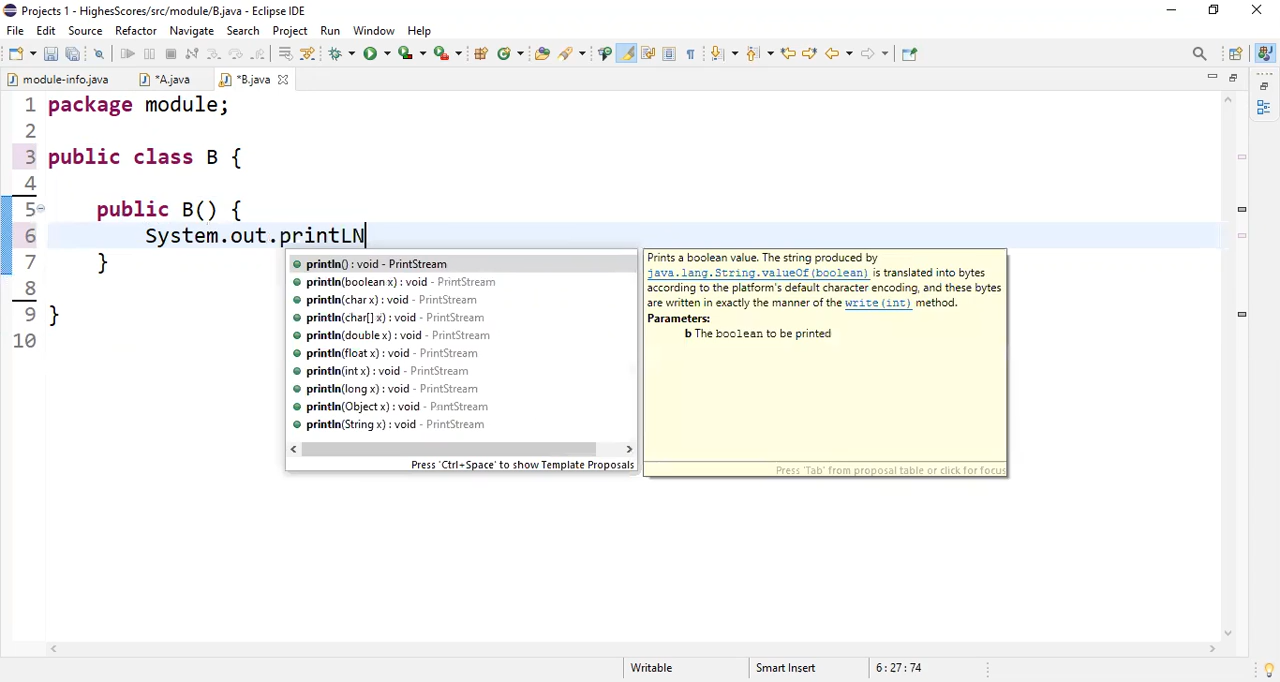 Projects 1 - HighesScores/src/module/B.java - Eclipse IDE
File Edit Source Refactor Navigate Search Project Run Window Help
module-info.java *A.java *B.java
1 package module;
2
3 public class B {
4
5 public B() {
6 System.out.printLN
7 }
8
9 }
10
println() : void - PrintStream
println(boolean x) : void - PrintStream
println(char x) : void - PrintStream
println(char[] x) : void - PrintStream
println(double x) : void - PrintStream
println(float x) : void - PrintStream
println(int x) : void - PrintStream
println(long x) : void - PrintStream
println(Object x) : void - PrintStream
println(String x) : void - PrintStream
Press 'Ctrl+Space' to show Template Proposals
Prints a boolean value. The string produced by
java.lang.String.valueOf(boolean) is translated into bytes
according to the platform's default character encoding, and these bytes
are written in exactly the manner of the write(int) method.
Parameters:
b The boolean to be printed
Press 'Tab' from proposal table or click for focus
Writable Smart Insert 6 : 27 : 74